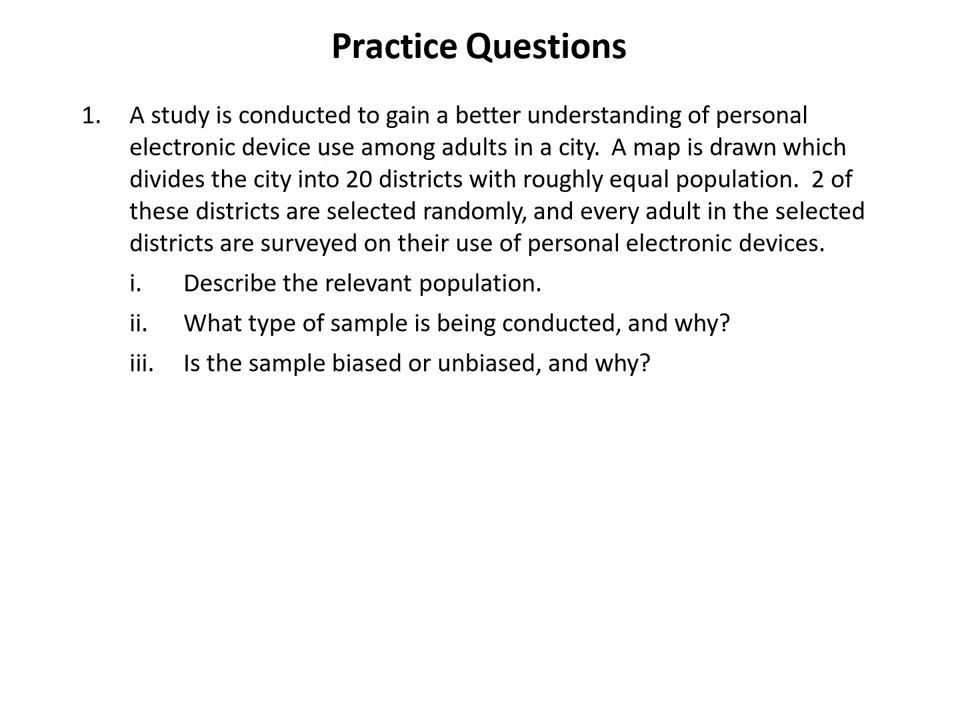 Practice Questions
1. A study is conducted to gain a better understanding of personal
electronic device use among adults in a city.  A map is drawn which
divides the city into 20 districts with roughly equal population.  2 of
these districts are selected randomly, and every adult in the selected
districts are surveyed on their use of personal electronic devices.
i. Describe the relevant population.
ii. What type of sample is being conducted, and why?
iii. Is the sample biased or unbiased, and why?